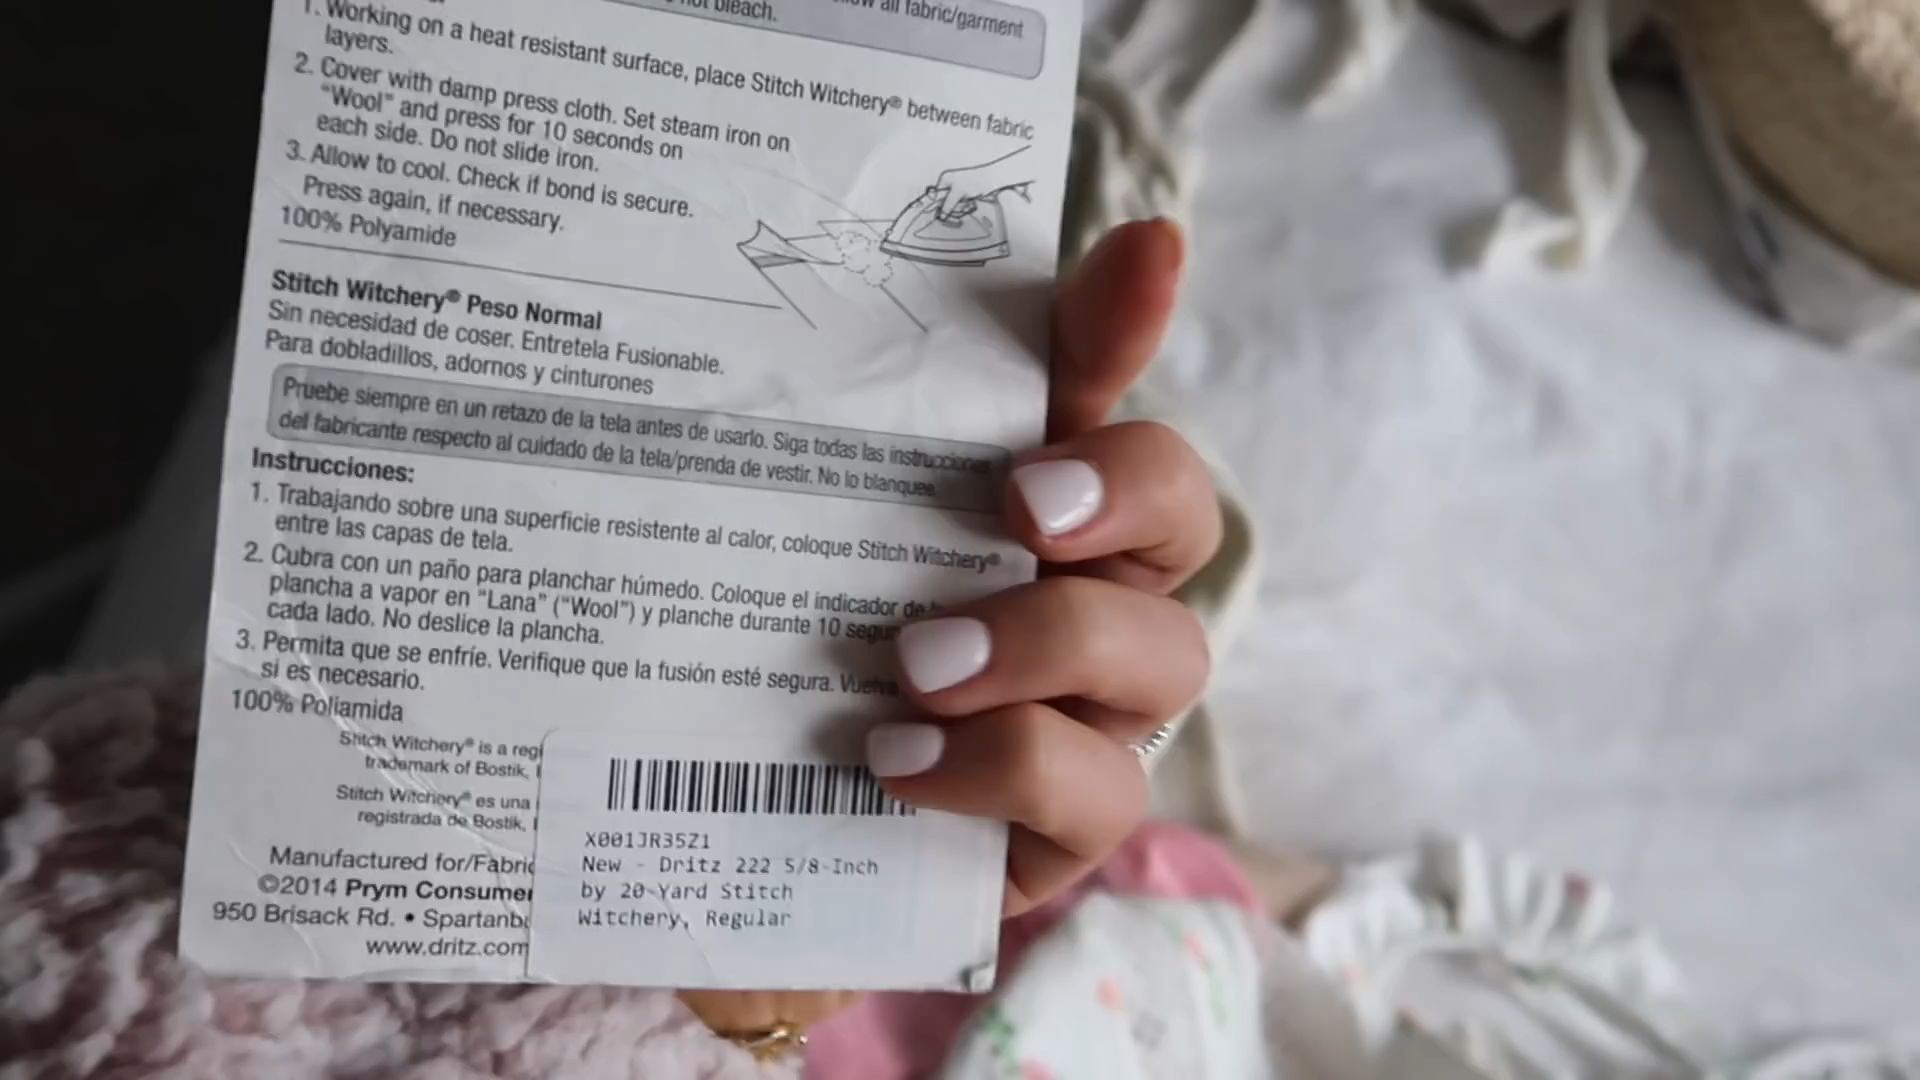 not bleach.
all fabric/garment
1. Working on a heat resistant surface, place Stitch Witchery® between fabric
layers.
2. Cover with damp press cloth. Set steam iron on
"Wool" and press for 10 seconds on
each side. Do not slide iron.
3. Allow to cool. Check if bond is secure.
Press again, if necessary.
100% Polyamide
Stitch Witchery® Peso Normal
Sin necesidad de coser. Entretela Fusionable.
Para dobladillos, adornos y cinturones
Pruebe siempre en un retazo de la tela antes de usarlo. Siga todas las instrucciones
del fabricante respecto al cuidado de la tela/prenda de vestir. No lo blanquee.
Instrucciones:
1. Trabajando sobre una superficie resistente al calor, coloque Stitch Witchery®
entre las capas de tela.
2. Cubra con un paño para planchar húmedo. Coloque el indicador de
plancha a vapor en "Lana" ("Wool") y planche durante 10
cada lado. No deslice la plancha.
3. Permita que se enfríe. Verifique que la fusión esté segura. Vuelva
si es necesario.
100% Poliamida
Stitch Witchery® is a
trademark of Bostik,
Stitch Witchery® es una
registrada de Bostik,
Manufactured for/
©2014 Prym
950 Brisack Rd. •
www.dritz.com
X001JR35Z1
New - Dritz 222 5/8-Inch
by 20-Yard Stitch
Witchery, Regular